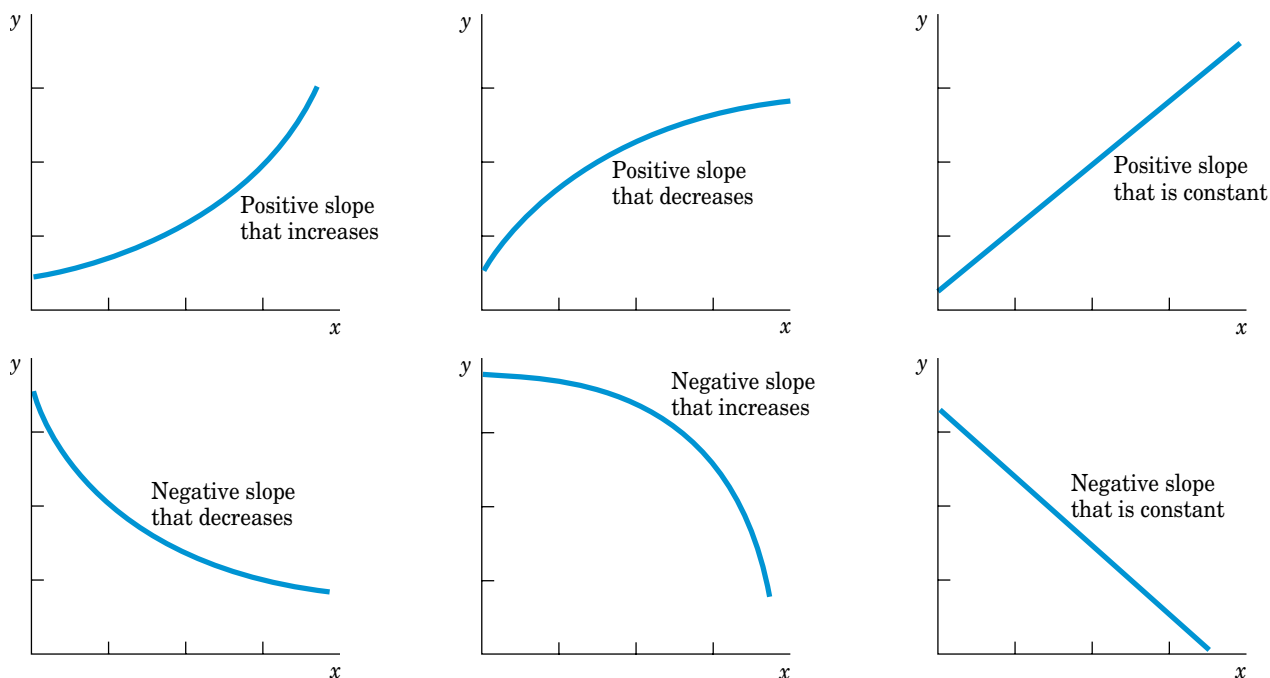 y
Positive slope
that increases
x
y
Positive slope
that decreases
x
y
Positive slope
that is constant
x
y
Negative slope
that decreases
x
y
Negative slope
that increases
x
y
Negative slope
that is constant
x